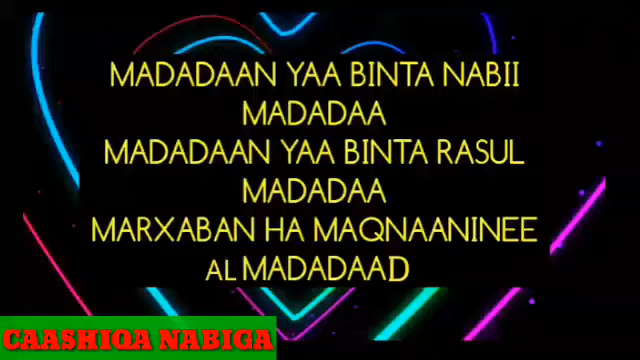 MADADAAN YAA BINTA NABII
MADADAA
MADADAAN YAA BINTA RASUL
MADADAA
MARXABAN HA MAQNAANINEE
AL MADADAAD
CAASHIQA NABIGA